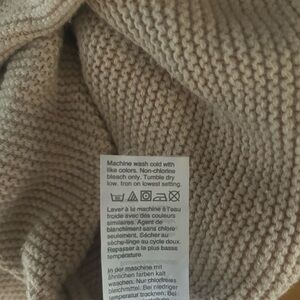 Machine wash cold with
like colors. Non-chlorine
bleach only. Tumble dry
low. Iron on lowest setting.
Laver à la machine à l'eau
froide avec des couleurs
similaires. Agent de
blanchiment sans chlore
seulement. Sécher au
sèche-linge au cycle doux.
Repasser à la plus basse
température.
In der maschine mit
ähnlichen farben kalt
waschen. Nur chlorfreies
bleichmittel. Bei niedriger
temperatur trocknen. Bei